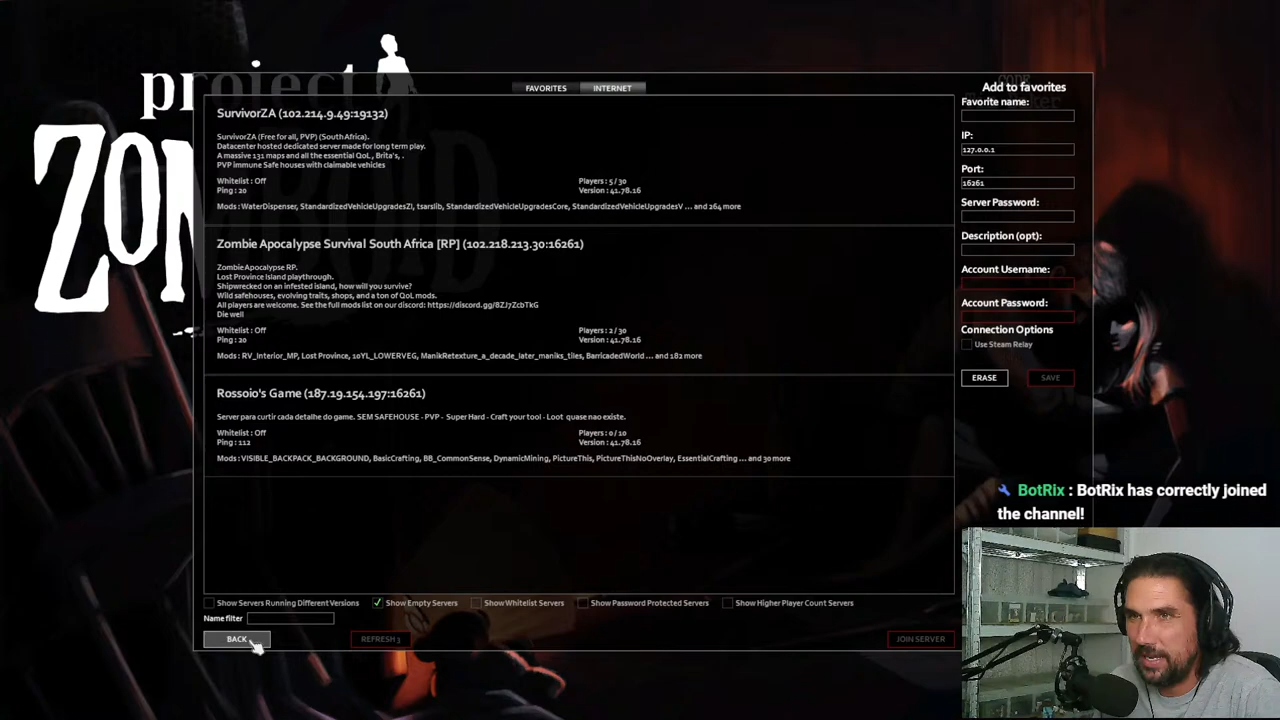 project
ZOM
FAVORITES
INTERNET
SurvivorZA (102.214.9.49:19132)
SurvivorZA (Free for all, PVP) (South Africa).
Datacenter hosted dedicated server made for long term play.
A massive 131 maps and all the essential QoL, Brita's, .
PVP immune Safe houses with claimable vehicles
Whitelist : Off
Players : 5 / 30
Ping : 20
Version : 41.78.16
Mods : WaterDispenser, StandardizedVehicleUpgradesZI, tsarslib, StandardizedVehicleUpgradesCore, StandardizedVehicleUpgradesV ... and 264 more
Zombie Apocalypse Survival South Africa [RP] (102.218.213.30:16261)
Zombie Apocalypse RP.
Lost Province Island playthrough.
Shipwrecked on an infested island, how will you survive?
Wild safehouses, evolving traits, shops, and a ton of QoL mods.
All players are welcome. See the full mods list on our discord: https://discord.gg/8ZJ7ZcbTkG
Die well
Whitelist : Off
Players : 2 / 30
Ping : 20
Version : 41.78.16
Mods : RV_Interior_MP, Lost Province, 10YL_LOWERVEG, ManikRetexture_a_decade_later_maniks_tiles, BarricadedWorld ... and 182 more
Rossoio's Game (187.19.154.197:16261)
Server para curtir cada detalhe do game. SEM SAFEHOUSE - PVP - Super Hard - Craft your tool - Loot quase nao existe.
Whitelist : Off
Players : 0 / 10
Ping : 112
Version : 41.78.16
Mods : VISIBLE_BACKPACK_BACKGROUND, BasicCrafting, BB_CommonSense, DynamicMining, PictureThis, PictureThisNoOverlay, EssentialCrafting ... and 30 more
Show Servers Running Different Versions
Show Empty Servers
Show Whitelist Servers
Show Password Protected Servers
Show Higher Player Count Servers
Name filter
BACK
REFRESH 3
JOIN SERVER
Add to favorites
Favorite name:
IP:
127.0.0.1
Port:
16261
Server Password:
Description (opt):
Account Username:
Account Password:
Connection Options
Use Steam Relay
ERASE
SAVE
BotRix : BotRix has correctly joined
the channel!